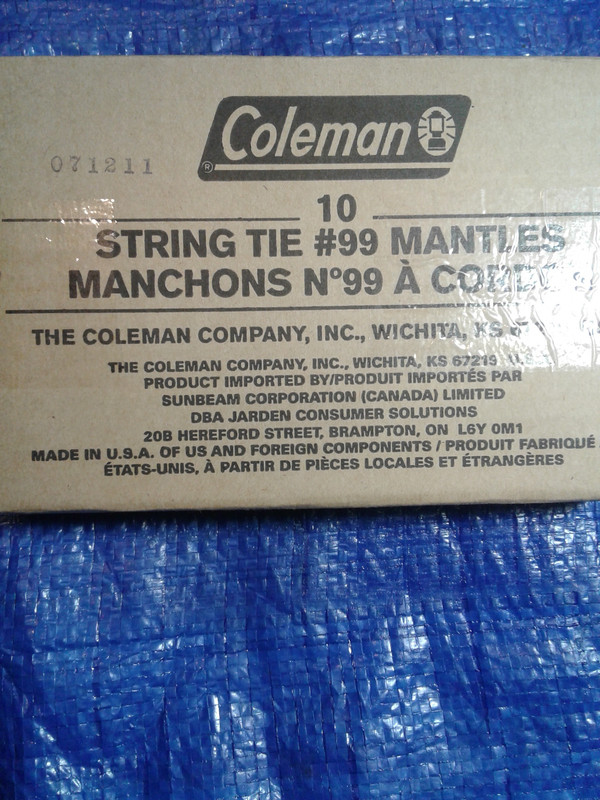 Coleman
®
071211
10
STRING TIE #99 MANTLES
MANCHONS Nº99 À
THE COLEMAN COMPANY, INC., WICHITA, KS
THE COLEMAN COMPANY, INC., WICHITA, KS 67219
PRODUCT IMPORTED BY/PRODUIT IMPORTÉS PAR
SUNBEAM CORPORATION (CANADA) LIMITED
DBA JARDEN CONSUMER SOLUTIONS
20B HEREFORD STREET, BRAMPTON, ON L6Y 0M1
MADE IN U.S.A. OF US AND FOREIGN COMPONENTS / PRODUIT FABRIQUÉ
ÉTATS-UNIS, À PARTIR DE PIÈCES LOCALES ET ÉTRANGÈRES